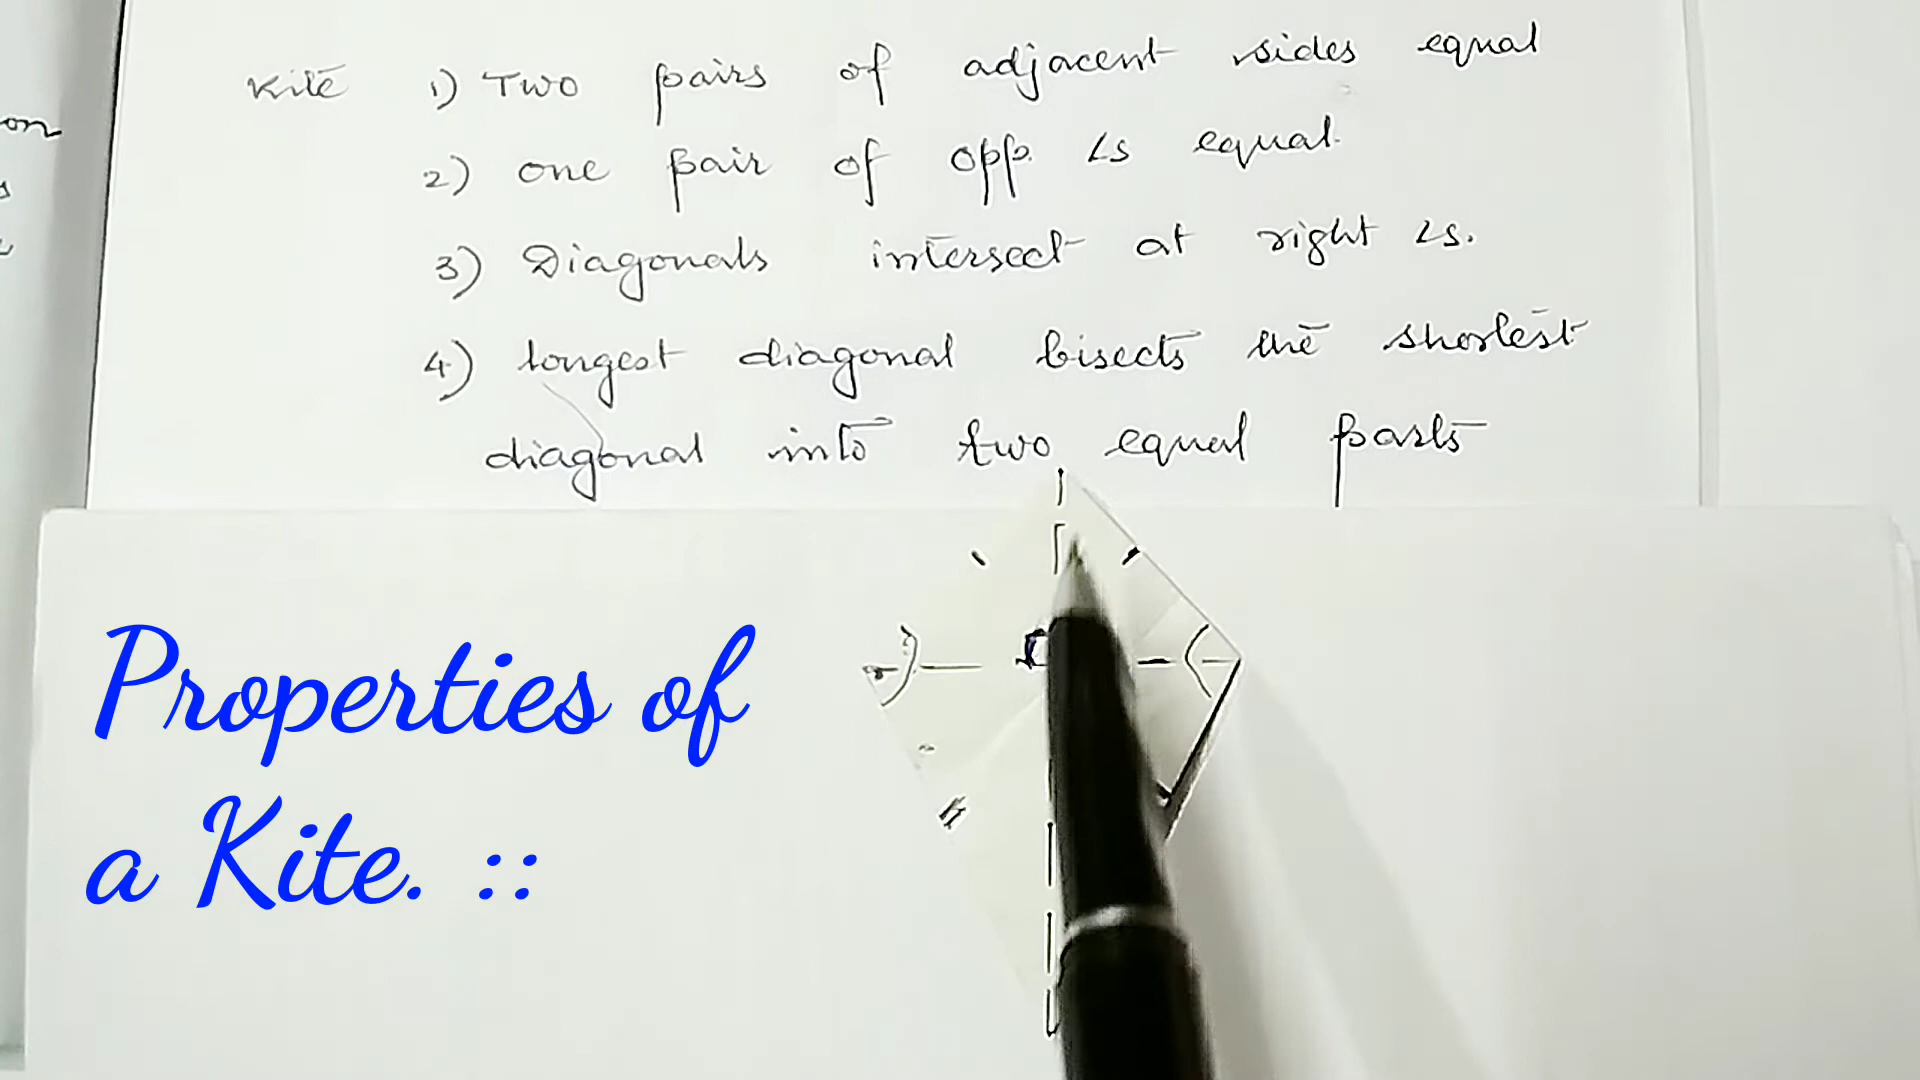 Kite 1) Two pairs of adjacent sides equal
on
2) one pair of opp. ∠s equal.
3) Diagonals intersect at right ∠s.
4) longest diagonal bisects the shortest
diagonal into two equal parts
Properties of
a Kite. ::